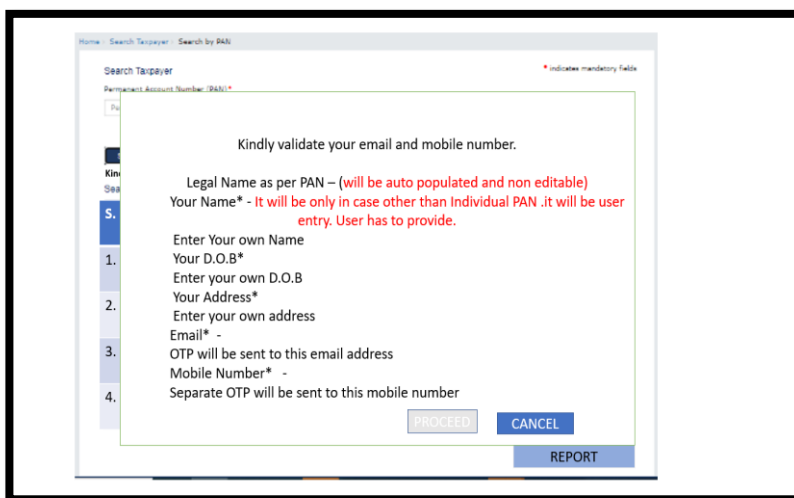 Home > Search Taxpayer > Search by PAN
Search Taxpayer
* indicates mandatory fields
Permanent Account Number (PAN)*
Kindly validate your email and mobile number.
Legal Name as per PAN – (will be auto populated and non editable)
Your Name* - It will be only in case other than Individual PAN .it will be user
entry. User has to provide.
Enter Your own Name
Your D.O.B*
Enter your own D.O.B
Your Address*
Enter your own address
Email* -
OTP will be sent to this email address
Mobile Number* -
Separate OTP will be sent to this mobile number
PROCEED
CANCEL
S.
1.
2.
3.
4.
REPORT